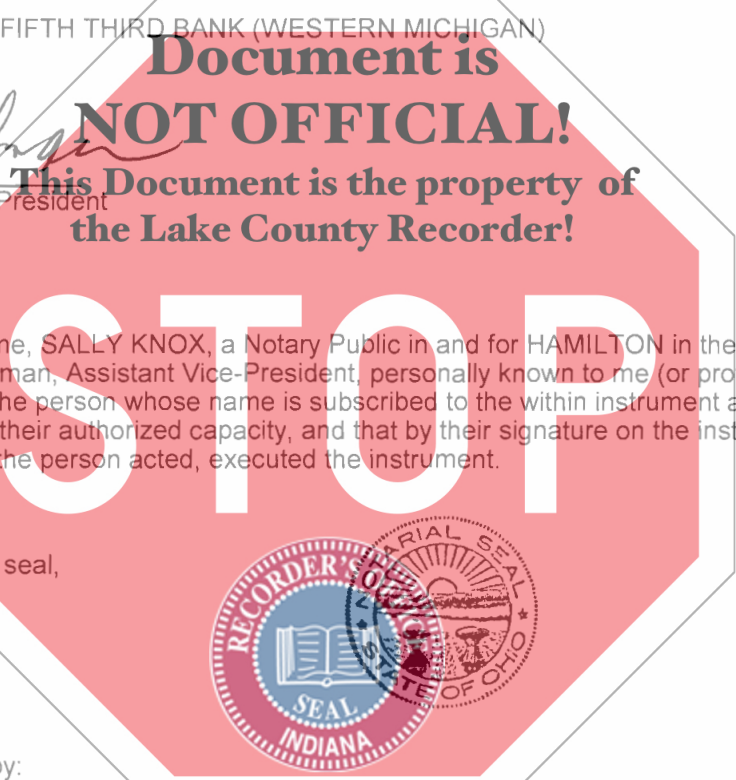 FIFTH THIRD BANK (WESTERN MICHIGAN)
Document is
NOT OFFICIAL!
This Document is the property of
President
the Lake County Recorder!
STOP
me, SALLY KNOX, a Notary Public in and for HAMILTON in the
man, Assistant Vice-President, personally known to me (or pro
he person whose name is subscribed to the within instrument a
their authorized capacity, and that by their signature on the inst
the person acted, executed the instrument.
seal,
RECORDER'S OFFICE
SEAL
INDIANA
NOTARIAL SEAL
STATE OF OHIO
by: